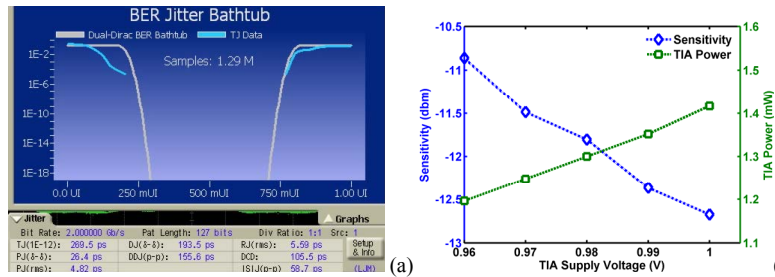 BER Jitter Bathtub
Dual-Dirac BER Bathtub TJ Data
Samples: 1.29 M
1E-2
1E-6
1E-10
1E-14
1E-18
0.0 UI 250 mUI 500 mUI 750 mUI 1.00 UI
Jitter Graphs
Bit Rate: 2.000000 Gb/s Pat Length: 127 bits Div Ratio: 1:1 Src: 1
TJ(1E-12): 269.5 ps DJ(δ-δ): 193.5 ps RJ(rms): 5.59 ps
PJ(δ-δ): 26.4 ps DDJ(p-p): 155.6 ps DCD: 105.5 ps
PJ(rms): 4.82 ps ISI(p-p) 58.7 ps
Setup & Info
(LJM)
(a)
-10.5
-11
-11.5
-12
-12.5
-13
Sensitivity (dbm)
Sensitivity
TIA Power
1.6
1.5
1.4
1.3
1.2
1.1
TIA Power (mW)
0.96 0.97 0.98 0.99 1
TIA Supply Voltage (V)